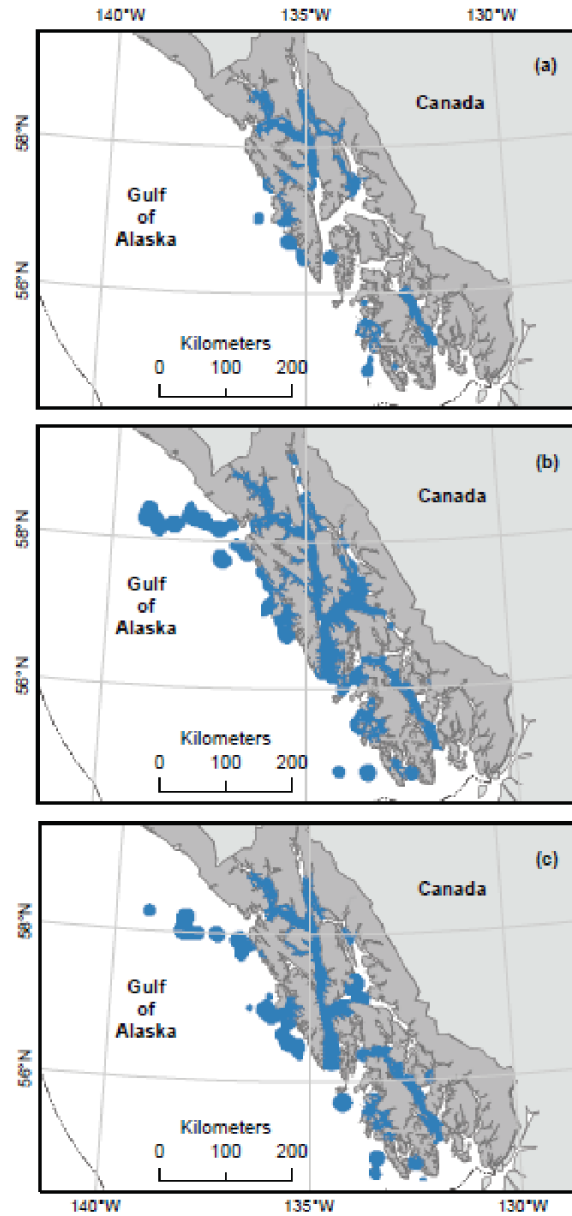 140°W 135°W 130°W
(a)
Canada
58°N
Gulf
of
Alaska
56°N
Kilometers
0 100 200
(b)
Canada
58°N
Gulf
of
Alaska
56°N
Kilometers
0 100 200
(c)
Canada
58°N
Gulf
of
Alaska
56°N
Kilometers
0 100 200
140°W 135°W 130°W